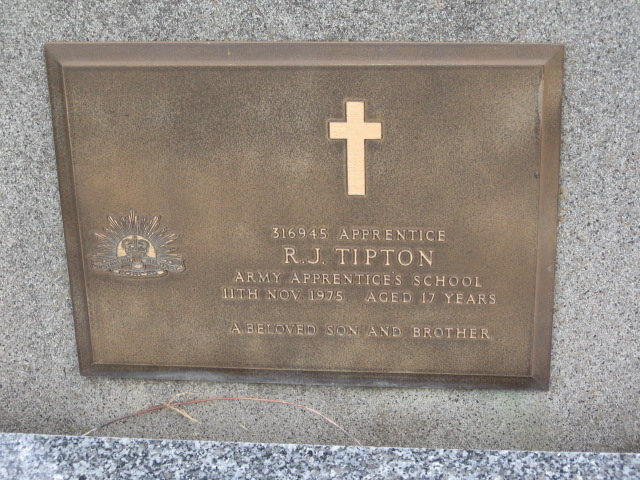 316945 APPRENTICE
R.J. TIPTON
ARMY APPRENTICE'S SCHOOL
11TH NOV. 1975 AGED 17 YEARS
A BELOVED SON AND BROTHER